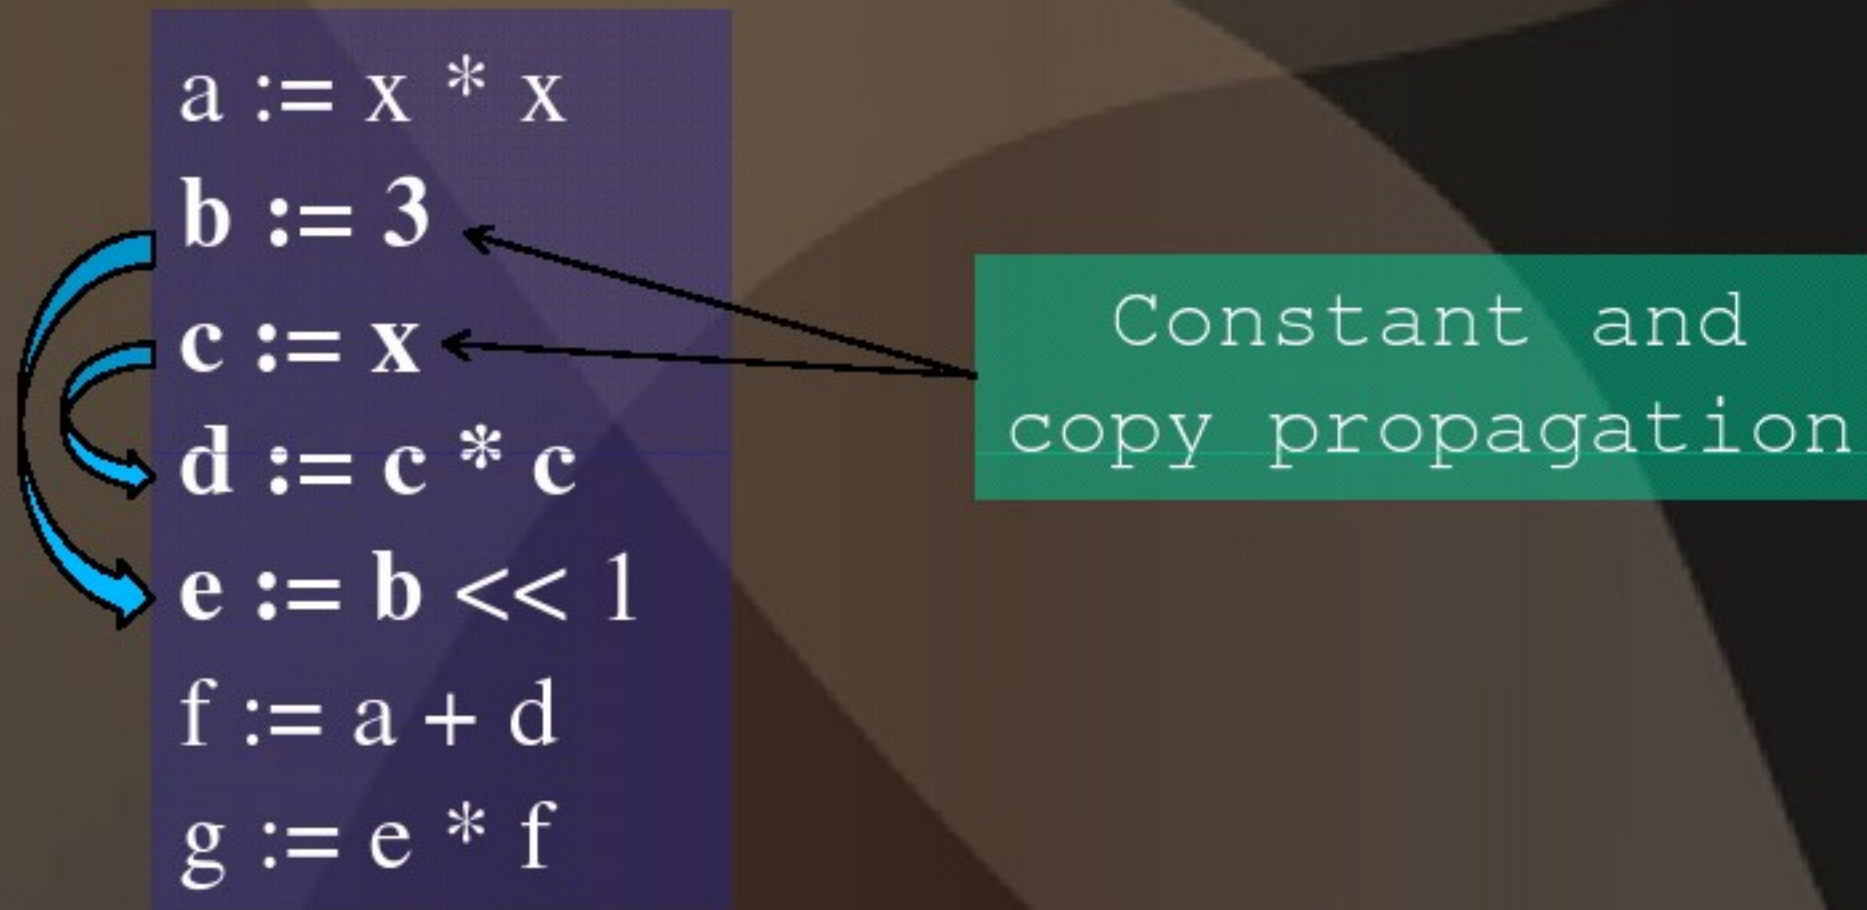 a := x * x
b := 3
c := x
d := c * c
e := b << 1
f := a + d
g := e * f
Constant and
copy propagation